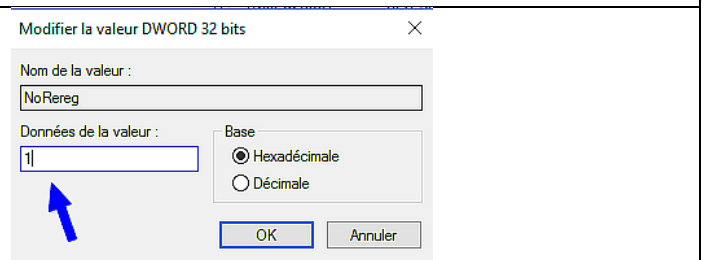 Modifier la valeur DWORD 32 bits
Nom de la valeur :
NoRereg
Données de la valeur :
1
Base
Hexadécimale
Décimale
OK
Annuler